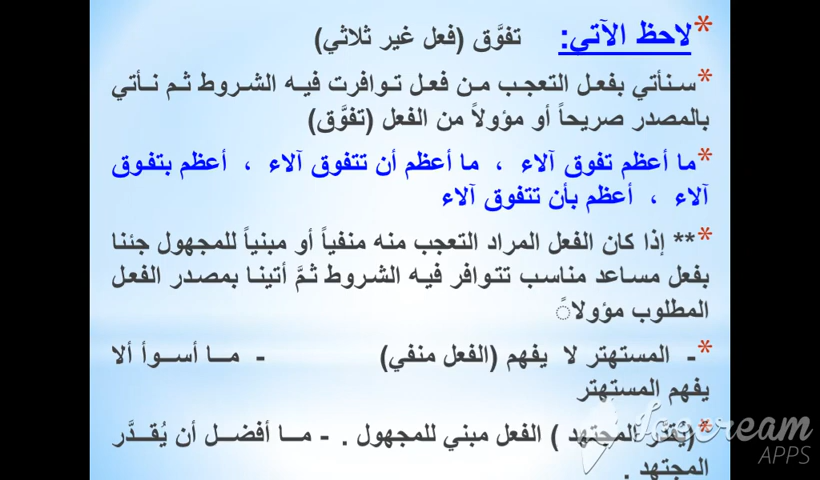 *لاحظ الآتي: تفوَّق (فعل غير ثلاثي)
*سنأتي بفعل التعجب من فعل توافرت فيه الشروط ثم نأتي
بالمصدر صريحاً أو مؤولاً من الفعل (تفوَّق)
*ما أعظم تفوق آلاء ، ما أعظم أن تتفوق آلاء ، أعظم بتفوق
آلاء ، أعظم بأن تتفوق آلاء
*** إذا كان الفعل المراد التعجب منه منفياً أو مبنياً للمجهول جئنا
بفعل مساعد مناسب تتوافر فيه الشروط ثمَّ أتينا بمصدر الفعل
المطلوب مؤولاً
*- المستهتر لا يفهم (الفعل منفي) - ما أسوأ ألا
يفهم المستهتر
*(يقدر المجتهد ) الفعل مبني للمجهول . - ما أفضل أن يُقدَّر
المجتهد .
Icecream
APPS